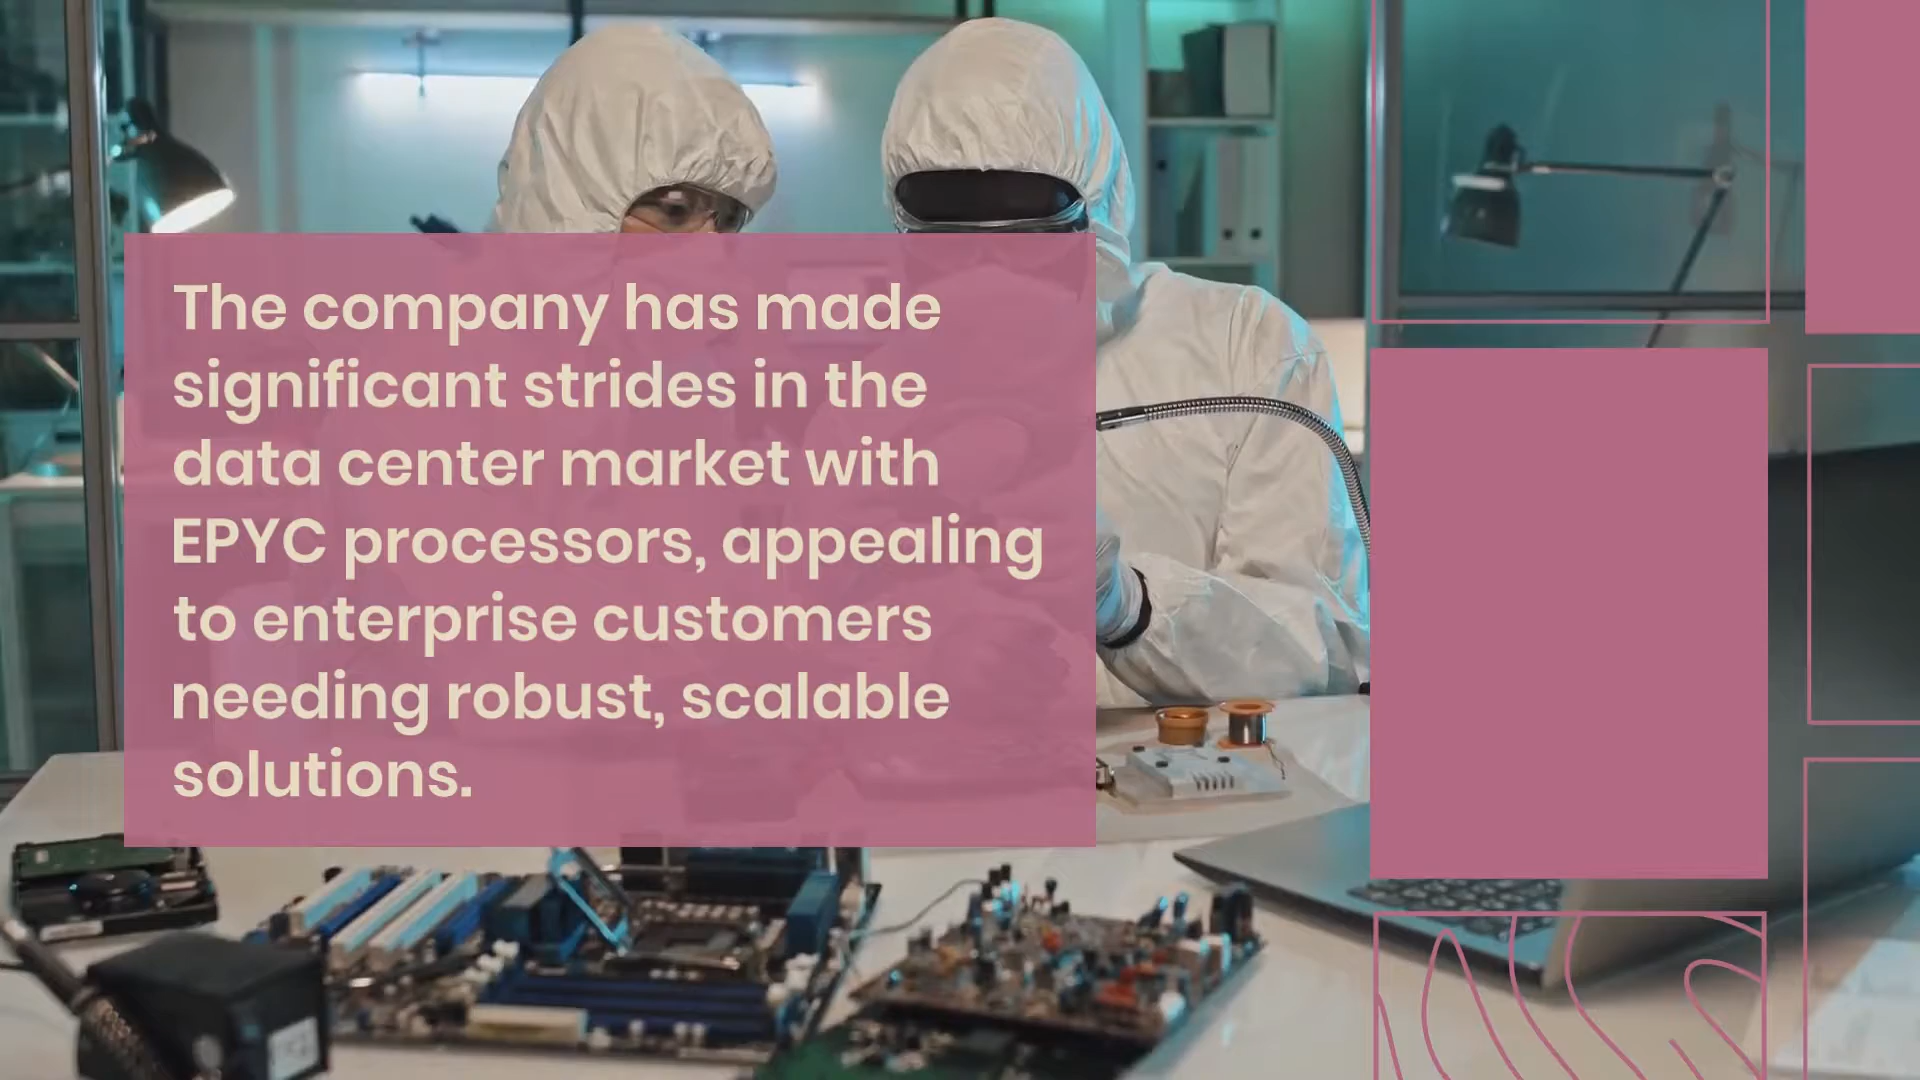 The company has made
significant strides in the
data center market with
EPYC processors, appealing
to enterprise customers
needing robust, scalable
solutions.